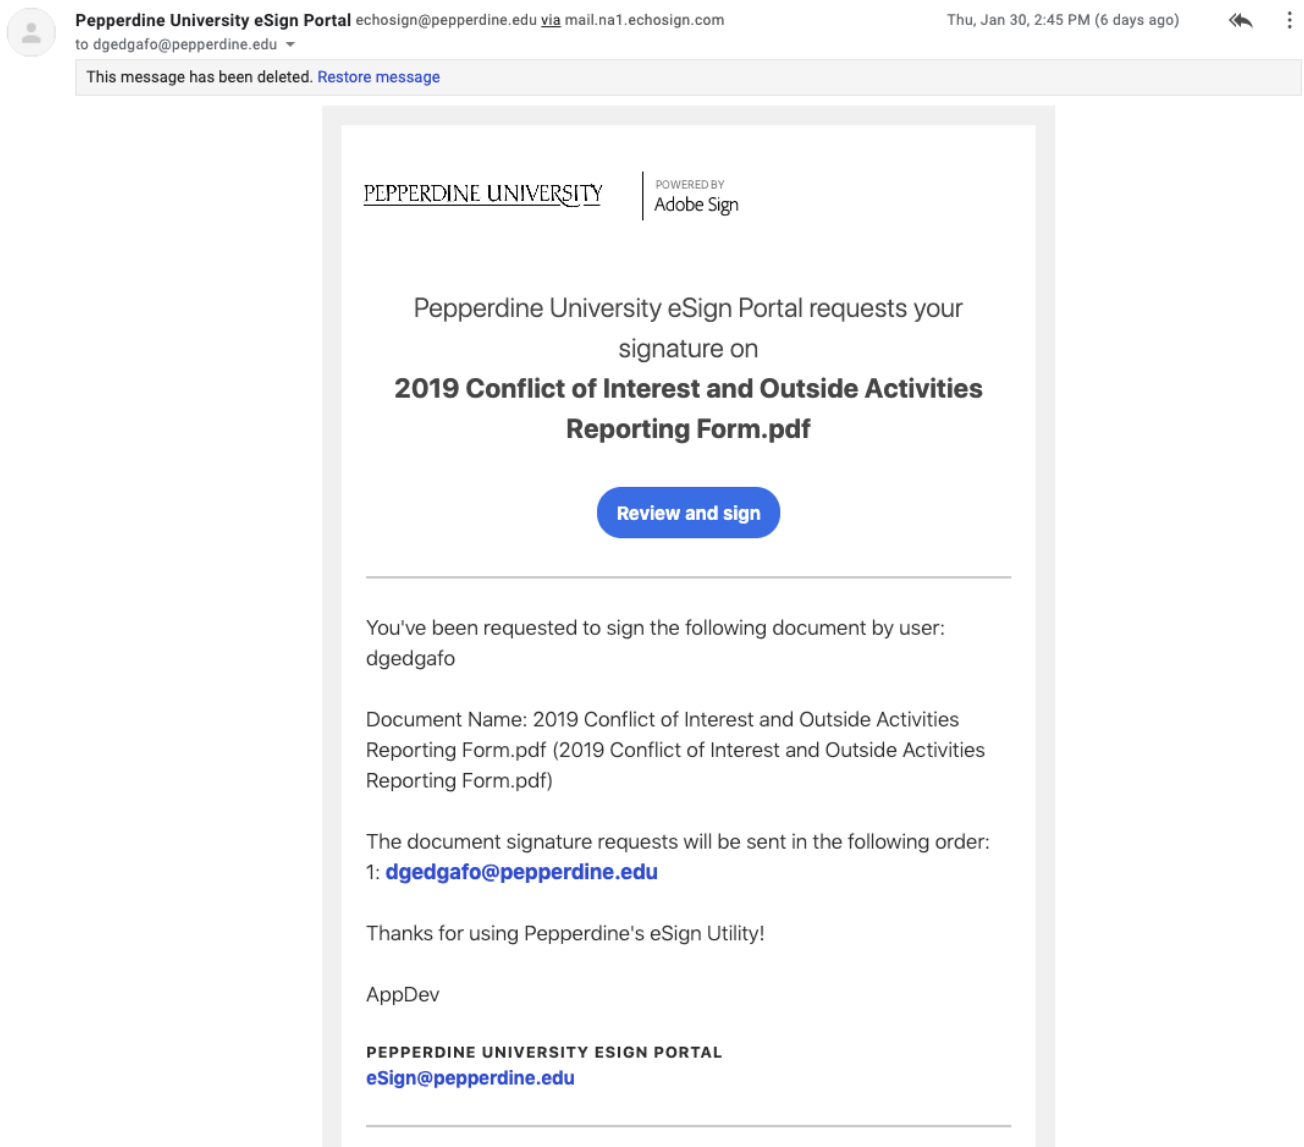 Pepperdine University eSign Portal echosign@pepperdine.edu via mail.na1.echosign.com Thu, Jan 30, 2:45 PM (6 days ago)
to dgedgafo@pepperdine.edu
This message has been deleted. Restore message
PEPPERDINE UNIVERSITY
POWERED BY
Adobe Sign
Pepperdine University eSign Portal requests your
signature on
2019 Conflict of Interest and Outside Activities
Reporting Form.pdf
Review and sign
You've been requested to sign the following document by user:
dgedgafo
Document Name: 2019 Conflict of Interest and Outside Activities
Reporting Form.pdf (2019 Conflict of Interest and Outside Activities
Reporting Form.pdf)
The document signature requests will be sent in the following order:
1: dgedgafo@pepperdine.edu
Thanks for using Pepperdine's eSign Utility!
AppDev
PEPPERDINE UNIVERSITY ESIGN PORTAL
eSign@pepperdine.edu